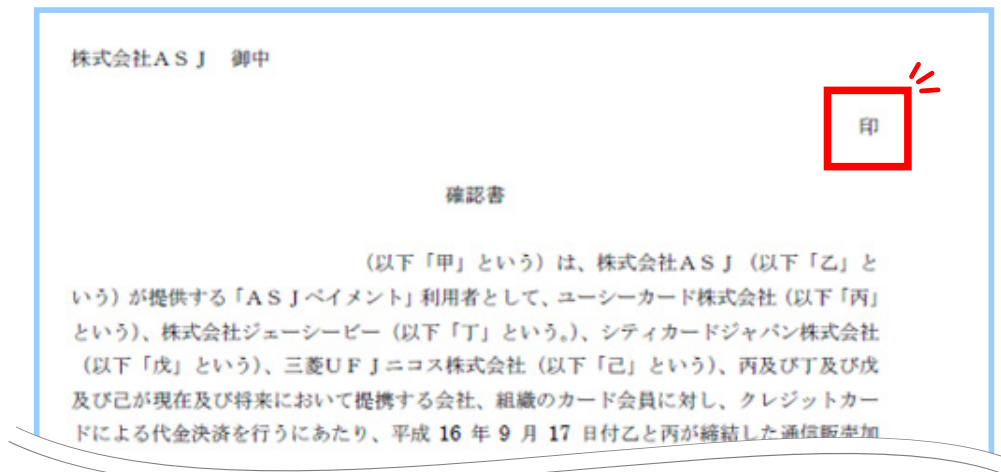 株式会社ＡＳＪ　御中
印
確認書
（以下「甲」という）は、株式会社ＡＳＪ（以下「乙」と
いう）が提供する「ＡＳＪペイメント」利用者として、ユーシーカード株式会社（以下「丙」
という）、株式会社ジェーシービー（以下「丁」という。）、シティカードジャパン株式会社
（以下「戊」という）、三菱ＵＦＪニコス株式会社（以下「己」という）、丙及び丁及び戊
及び己が現在及び将来において提携する会社、組織のカード会員に対し、クレジットカー
ドによる代金決済を行うにあたり、平成 16 年 9 月 17 日付乙と丙が締結した通信販売加